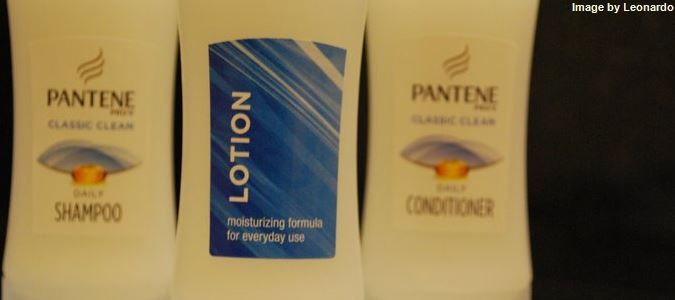 Image by Leonardo
PANTENE
PRO-V
CLASSIC CLEAN
DAILY
SHAMPOO
LOTION
moisturizing formula
for everyday use
PANTENE
PRO-V
CLASSIC CLEAN
DAILY
CONDITIONER